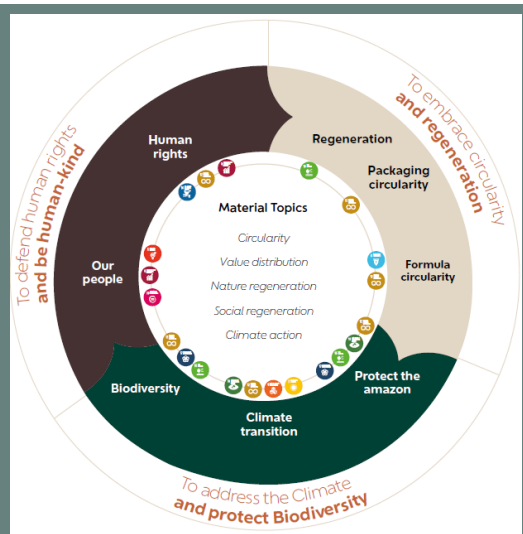 To defend human rights
and be human-kind
To embrace circularity
and regeneration
Human
rights
Regeneration
Packaging
circularity
Material Topics
Circularity
Value distribution
Nature regeneration
Social regeneration
Climate action
Our
people
Formula
circularity
Biodiversity
Protect the
amazon
Climate
transition
To address the Climate
and protect Biodiversity